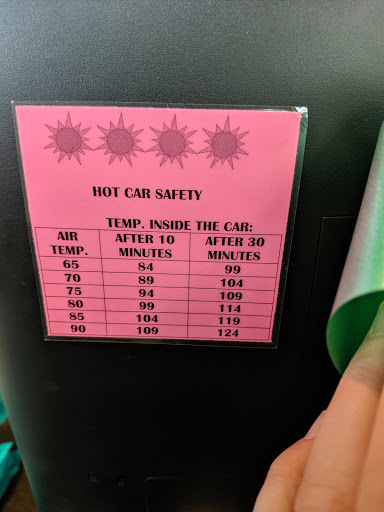 HOT CAR SAFETY
TEMP. INSIDE THE CAR:
AIR TEMP. AFTER 10 MINUTES AFTER 30 MINUTES
65 84 99
70 89 104
75 94 109
80 99 114
85 104 119
90 109 124